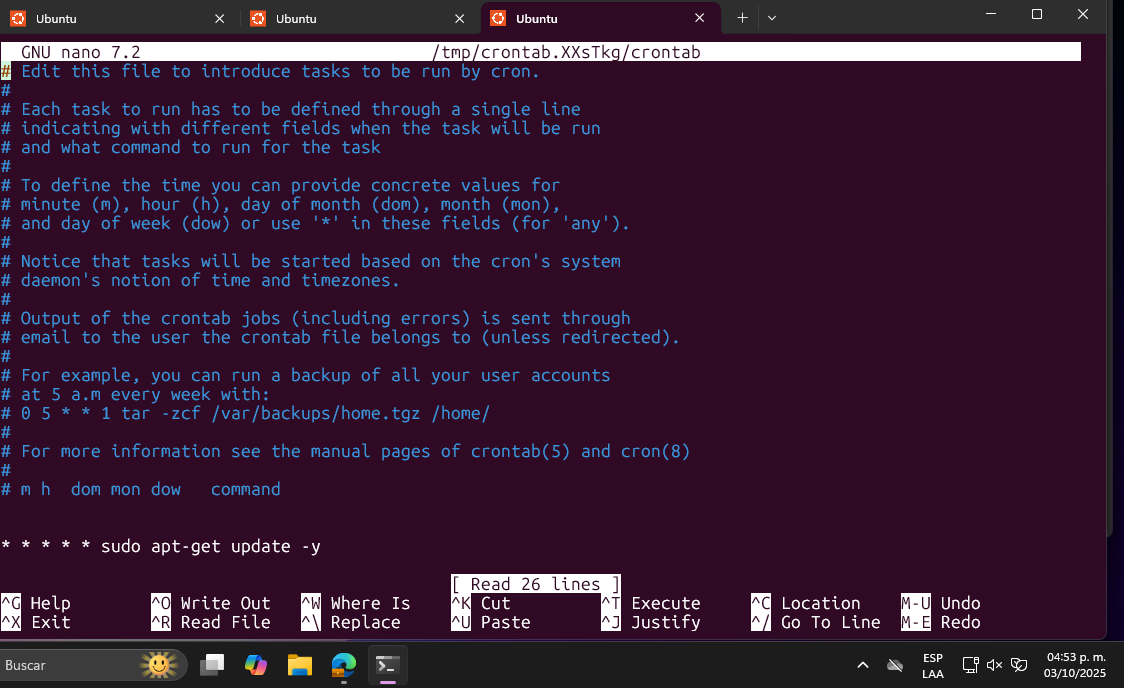 Ubuntu
Ubuntu
Ubuntu
GNU nano 7.2 /tmp/crontab.XXsTkg/crontab
# Edit this file to introduce tasks to be run by cron.
#
# Each task to run has to be defined through a single line
# indicating with different fields when the task will be run
# and what command to run for the task
#
# To define the time you can provide concrete values for
# minute (m), hour (h), day of month (dom), month (mon),
# and day of week (dow) or use '*' in these fields (for 'any').
#
# Notice that tasks will be started based on the cron's system
# daemon's notion of time and timezones.
#
# Output of the crontab jobs (including errors) is sent through
# email to the user the crontab file belongs to (unless redirected).
#
# For example, you can run a backup of all your user accounts
# at 5 a.m every week with:
# 0 5 * * 1 tar -zcf /var/backups/home.tgz /home/
#
# For more information see the manual pages of crontab(5) and cron(8)
#
# m h  dom mon dow   command
* * * * * sudo apt-get update -y
[ Read 26 lines ]
^G Help ^O Write Out ^W Where Is ^K Cut ^T Execute ^C Location M-U Undo
^X Exit ^R Read File ^\ Replace ^U Paste ^J Justify ^/ Go To Line M-E Redo
Buscar
ESP
LAA
04:53 p. m.
03/10/2025